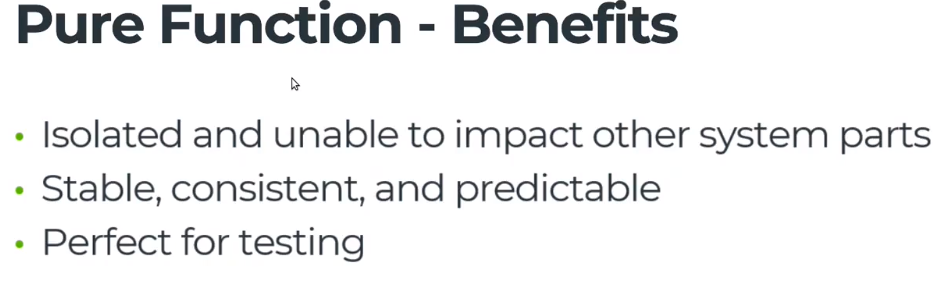 Pure Function - Benefits
• Isolated and unable to impact other system parts
• Stable, consistent, and predictable
• Perfect for testing